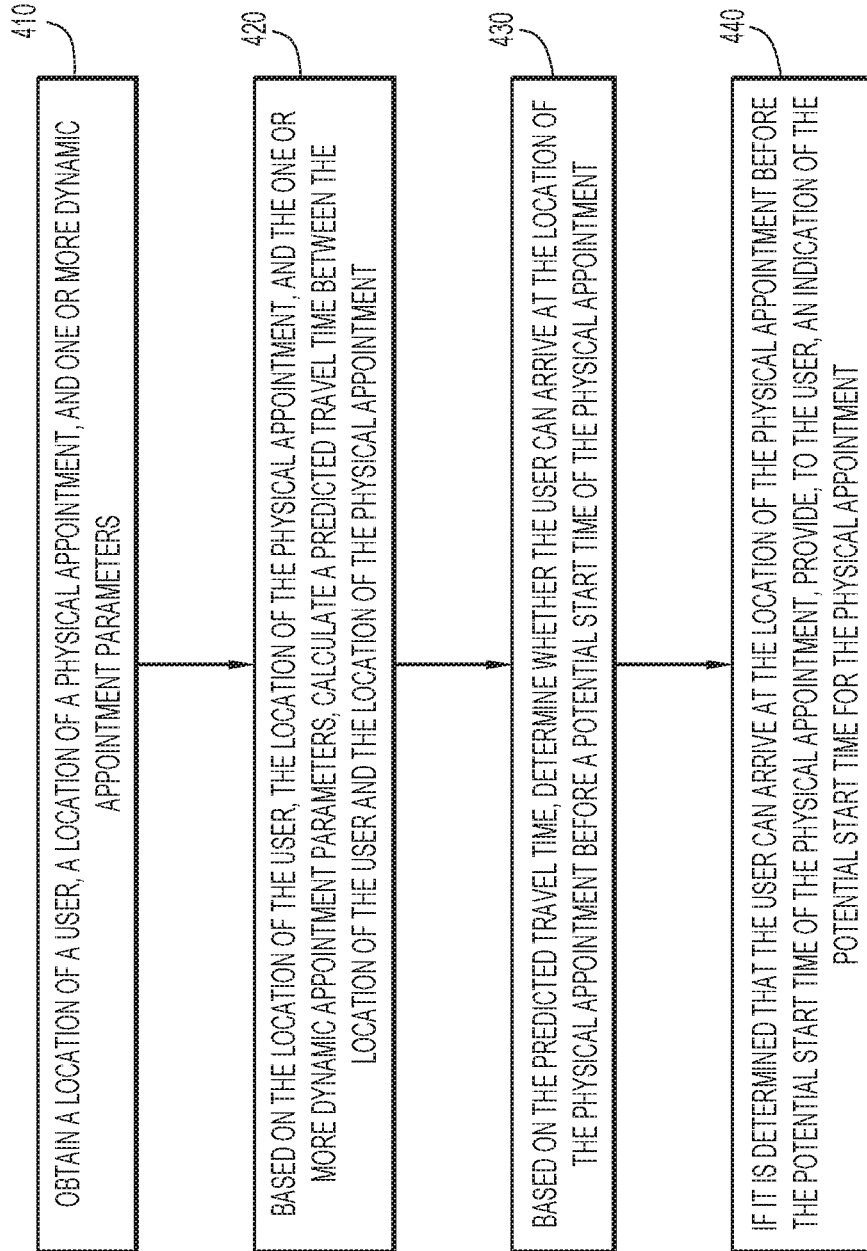 410
OBTAIN A LOCATION OF A USER, A LOCATION OF A PHYSICAL APPOINTMENT, AND ONE OR MORE DYNAMIC
APPOINTMENT PARAMETERS
420
BASED ON THE LOCATION OF THE USER, THE LOCATION OF THE PHYSICAL APPOINTMENT, AND THE ONE OR
MORE DYNAMIC APPOINTMENT PARAMETERS, CALCULATE A PREDICTED TRAVEL TIME BETWEEN THE
LOCATION OF THE USER AND THE LOCATION OF THE PHYSICAL APPOINTMENT
430
BASED ON THE PREDICTED TRAVEL TIME, DETERMINE WHETHER THE USER CAN ARRIVE AT THE LOCATION OF
THE PHYSICAL APPOINTMENT BEFORE A POTENTIAL START TIME OF THE PHYSICAL APPOINTMENT
440
IF IT IS DETERMINED THAT THE USER CAN ARRIVE AT THE LOCATION OF THE PHYSICAL APPOINTMENT BEFORE
THE POTENTIAL START TIME OF THE PHYSICAL APPOINTMENT, PROVIDE, TO THE USER, AN INDICATION OF THE
POTENTIAL START TIME FOR THE PHYSICAL APPOINTMENT